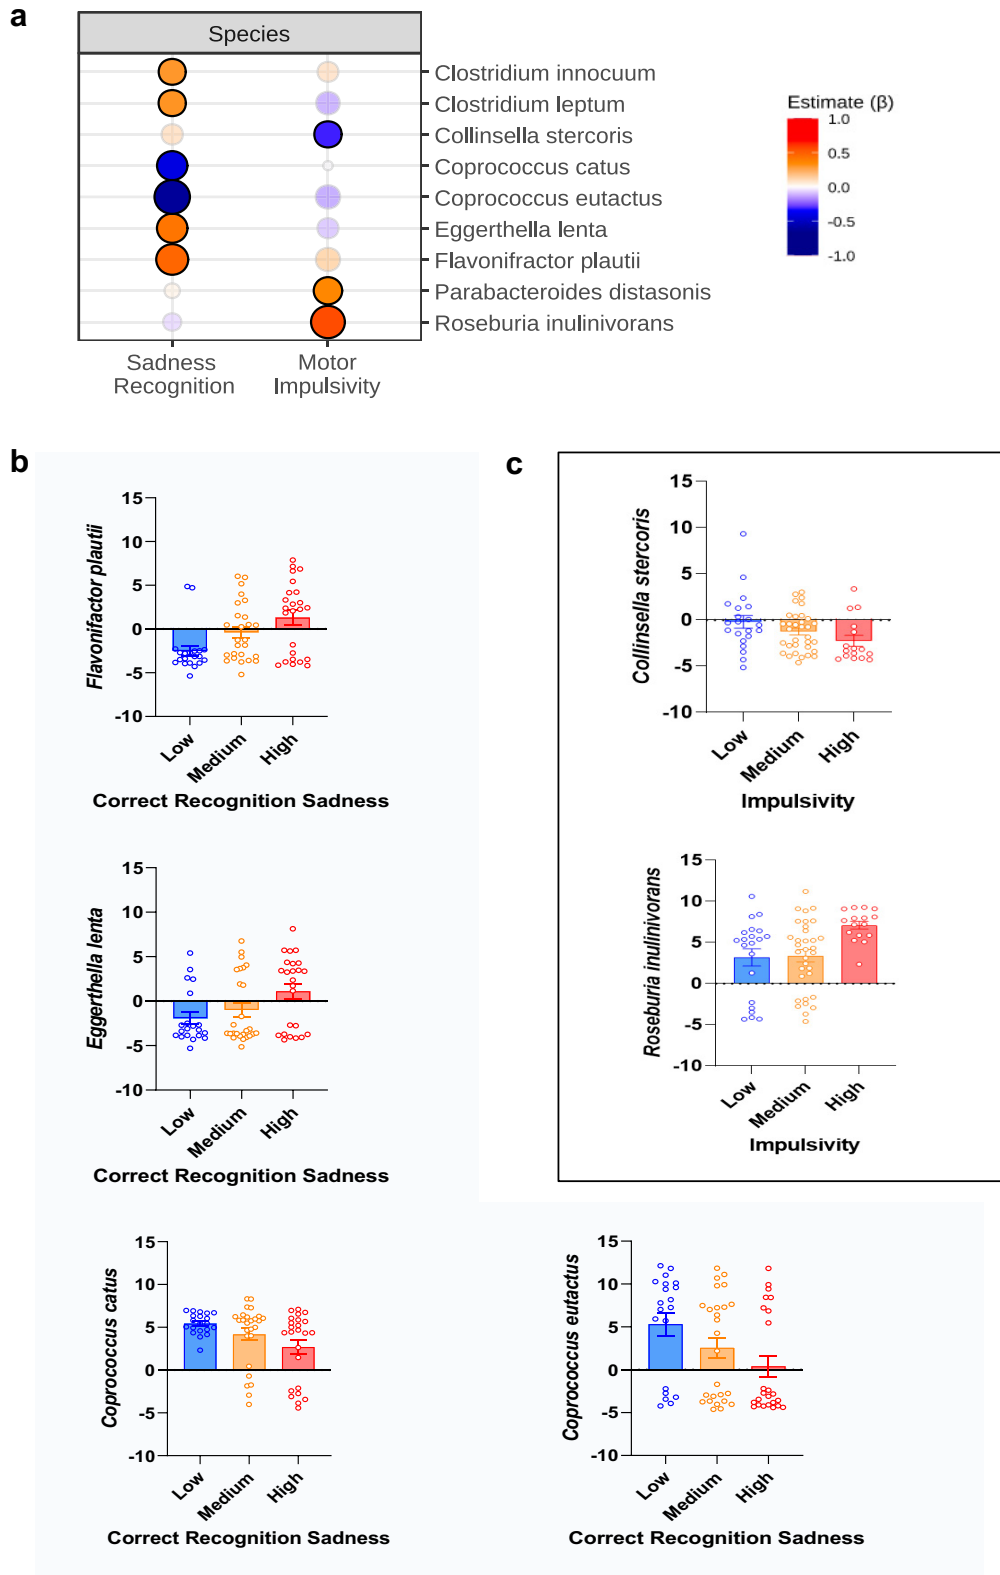 a
Species
Clostridium innocuum
Clostridium leptum
Collinsella stercoris
Coprococcus catus
Coprococcus eutactus
Eggerthella lenta
Flavonifractor plautii
Parabacteroides distasonis
Roseburia inulinivorans
Sadness
Recognition
Motor
Impulsivity
Estimate (β)
1.0
0.5
0.0
-0.5
-1.0
b
Flavonifactor plautii
15
10
5
0
-5
-10
Low
Medium
High
Correct Recognition Sadness
Eggerthella lenta
15
10
5
0
-5
-10
Low
Medium
High
Correct Recognition Sadness
c
Collinsella stercoris
15
10
5
0
-5
-10
Low
Medium
High
Impulsivity
Roseburia inulinivorans
15
10
5
0
-5
-10
Low
Medium
High
Impulsivity
Coprococcus catus
15
10
5
0
-5
-10
Low
Medium
High
Correct Recognition Sadness
Coprococcus eutactus
15
10
5
0
-5
-10
Low
Medium
High
Correct Recognition Sadness